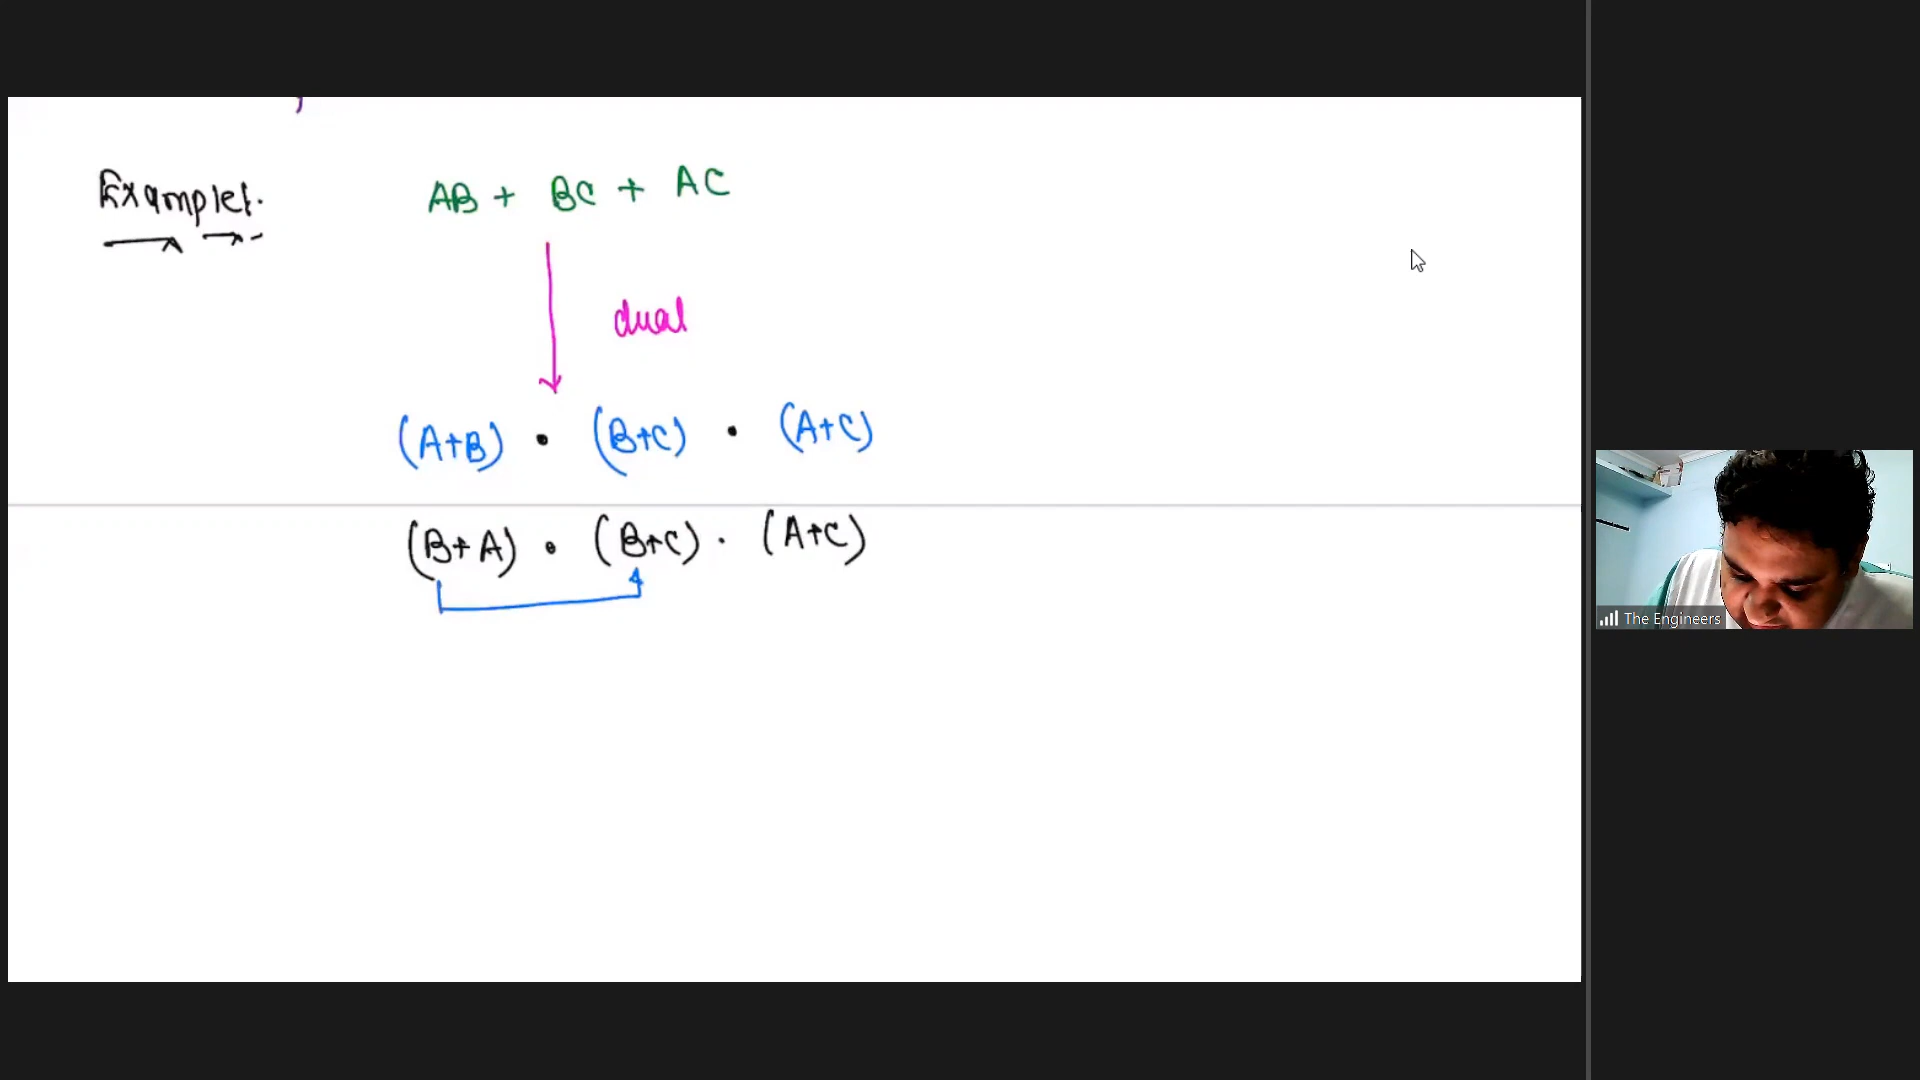 Example:-
AB + BC + AC
dual
(A+B) • (B+C) • (A+C)
(B+A) • (B+C) · (A+C)
The Engineers